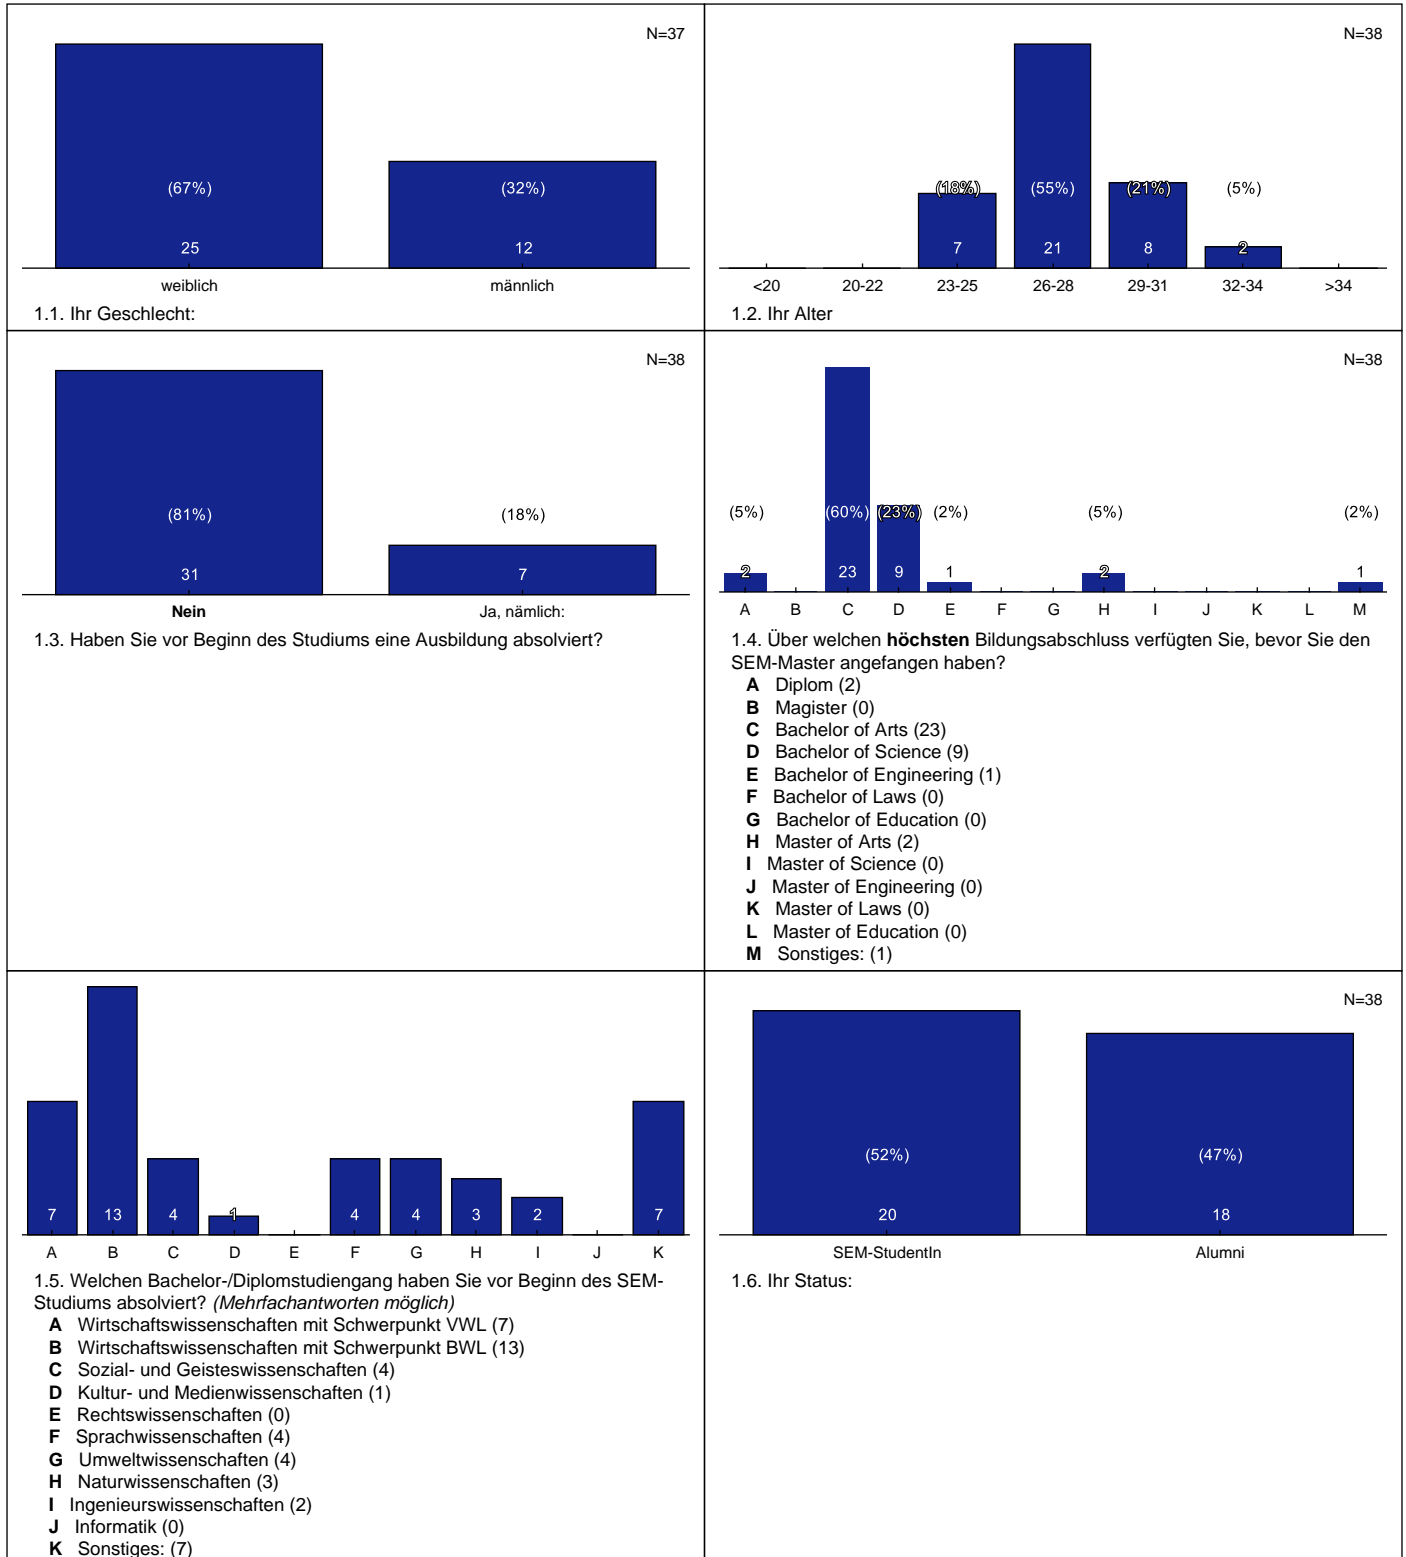 N=37
(67%) (32%)
25 12
weiblich männlich
1.1. Ihr Geschlecht:
N=38
(18%) (55%) (21%) (5%)
7 21 8 2
<20 20-22 23-25 26-28 29-31 32-34 >34
1.2. Ihr Alter
N=38
(81%) (18%)
31 7
Nein Ja, nämlich:
1.3. Haben Sie vor Beginn des Studiums eine Ausbildung absolviert?
N=38
(5%) (60%) (23%) (2%) (5%) (2%)
2 23 9 1 2 1
A B C D E F G H I J K L M
1.4. Über welchen höchsten Bildungsabschluss verfügten Sie, bevor Sie den
SEM-Master angefangen haben?
A Diplom (2)
B Magister (0)
C Bachelor of Arts (23)
D Bachelor of Science (9)
E Bachelor of Engineering (1)
F Bachelor of Laws (0)
G Bachelor of Education (0)
H Master of Arts (2)
I Master of Science (0)
J Master of Engineering (0)
K Master of Laws (0)
L Master of Education (0)
M Sonstiges: (1)
7 13 4 1 4 4 3 2 7
A B C D E F G H I J K
1.5. Welchen Bachelor-/Diplomstudiengang haben Sie vor Beginn des SEM-
Studiums absolviert? (Mehrfachantworten möglich)
A Wirtschaftswissenschaften mit Schwerpunkt VWL (7)
B Wirtschaftswissenschaften mit Schwerpunkt BWL (13)
C Sozial- und Geisteswissenschaften (4)
D Kultur- und Medienwissenschaften (1)
E Rechtswissenschaften (0)
F Sprachwissenschaften (4)
G Umweltwissenschaften (4)
H Naturwissenschaften (3)
I Ingenieurswissenschaften (2)
J Informatik (0)
K Sonstiges: (7)
N=38
(52%) (47%)
20 18
SEM-StudentIn Alumni
1.6. Ihr Status: